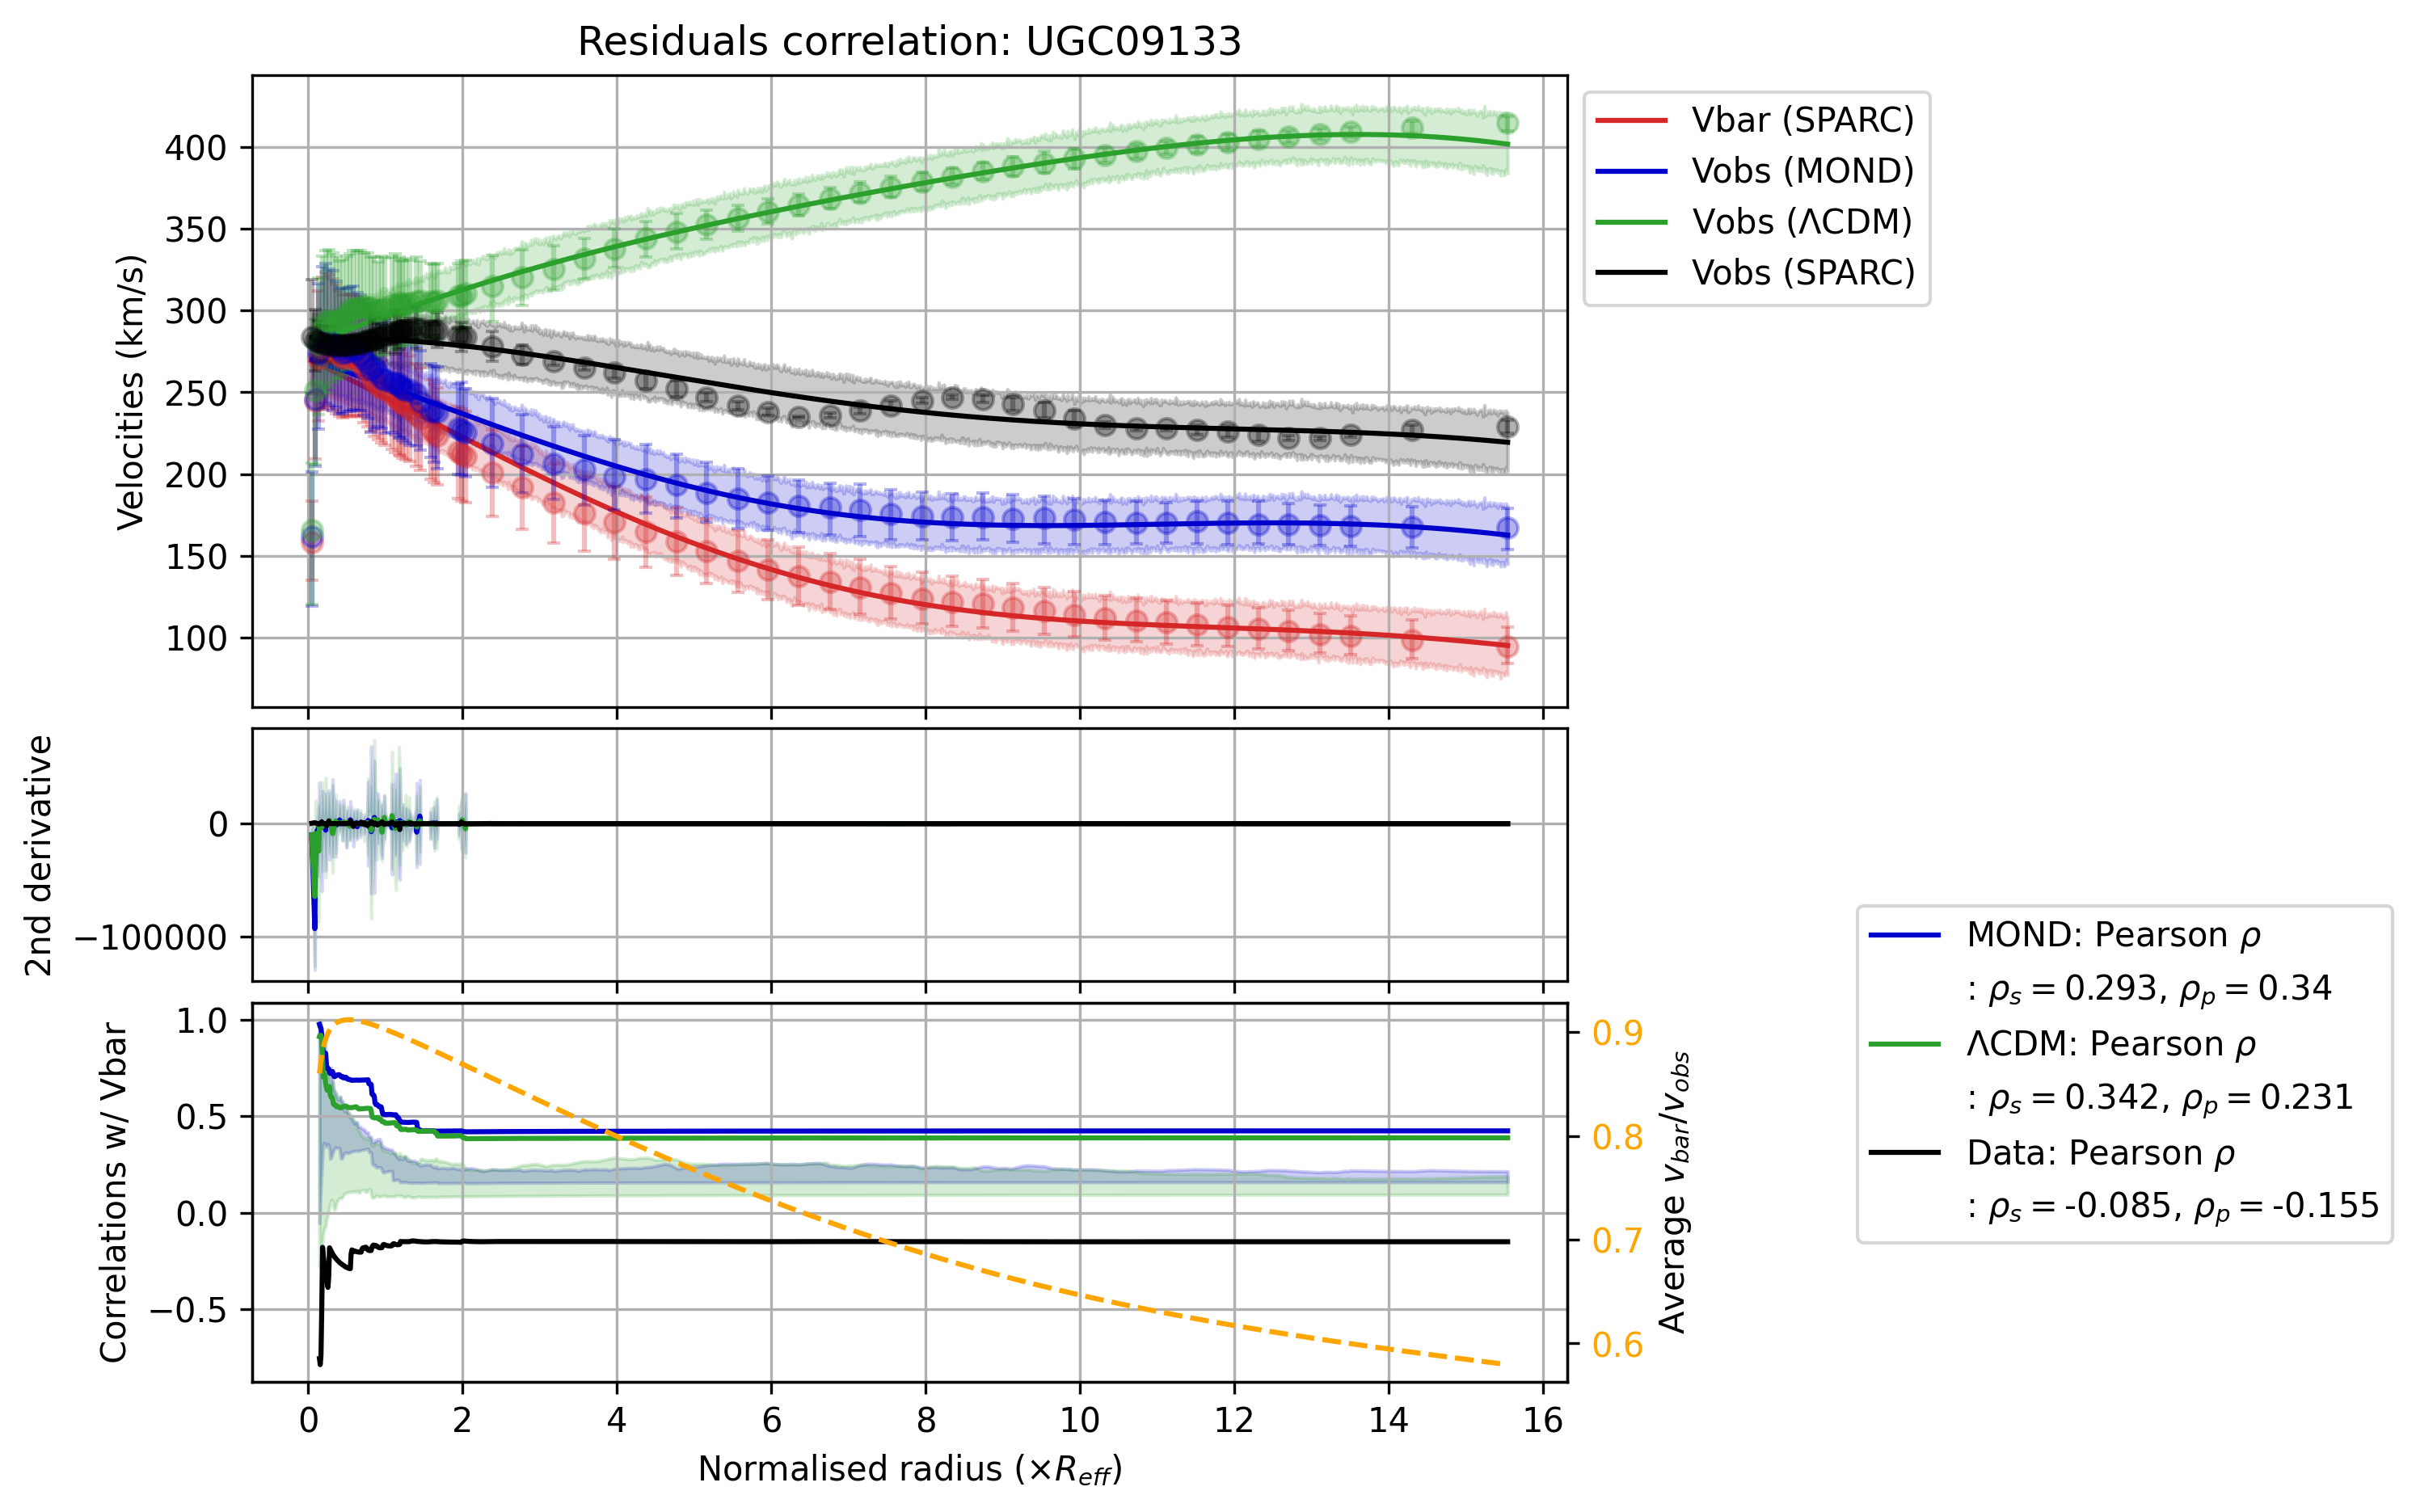 Residuals correlation: UGC09133
Velocities (km/s)
400
350
300
250
200
150
100
Vbar (SPARC)
Vobs (MOND)
Vobs (ΛCDM)
Vobs (SPARC)
2nd derivative
0
−100000
Correlations w/ Vbar
1.0
0.5
0.0
−0.5
0.9
0.8
0.7
0.6
Average v_bar/v_obs
MOND: Pearson ρ
: ρ_s = 0.293, ρ_p = 0.34
ΛCDM: Pearson ρ
: ρ_s = 0.342, ρ_p = 0.231
Data: Pearson ρ
: ρ_s = -0.085, ρ_p = -0.155
0 2 4 6 8 10 12 14 16
Normalised radius (×R_eff)